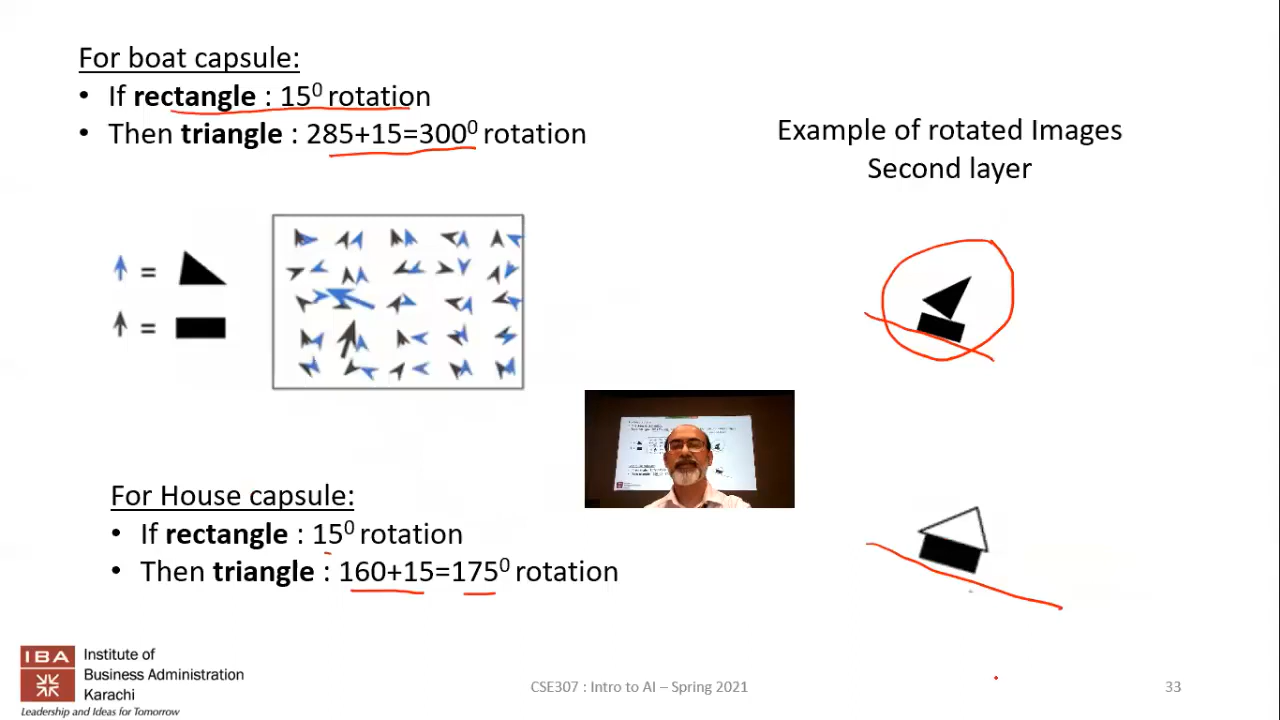 For boat capsule:
• If rectangle : 15⁰ rotation
• Then triangle : 285+15=300⁰ rotation
Example of rotated Images
Second layer
=
=
For House capsule:
• If rectangle : 15⁰ rotation
• Then triangle : 160+15=175⁰ rotation
IBA
Institute of
Business Administration
Karachi
Leadership and Ideas for Tomorrow
CSE307 : Intro to AI – Spring 2021
33